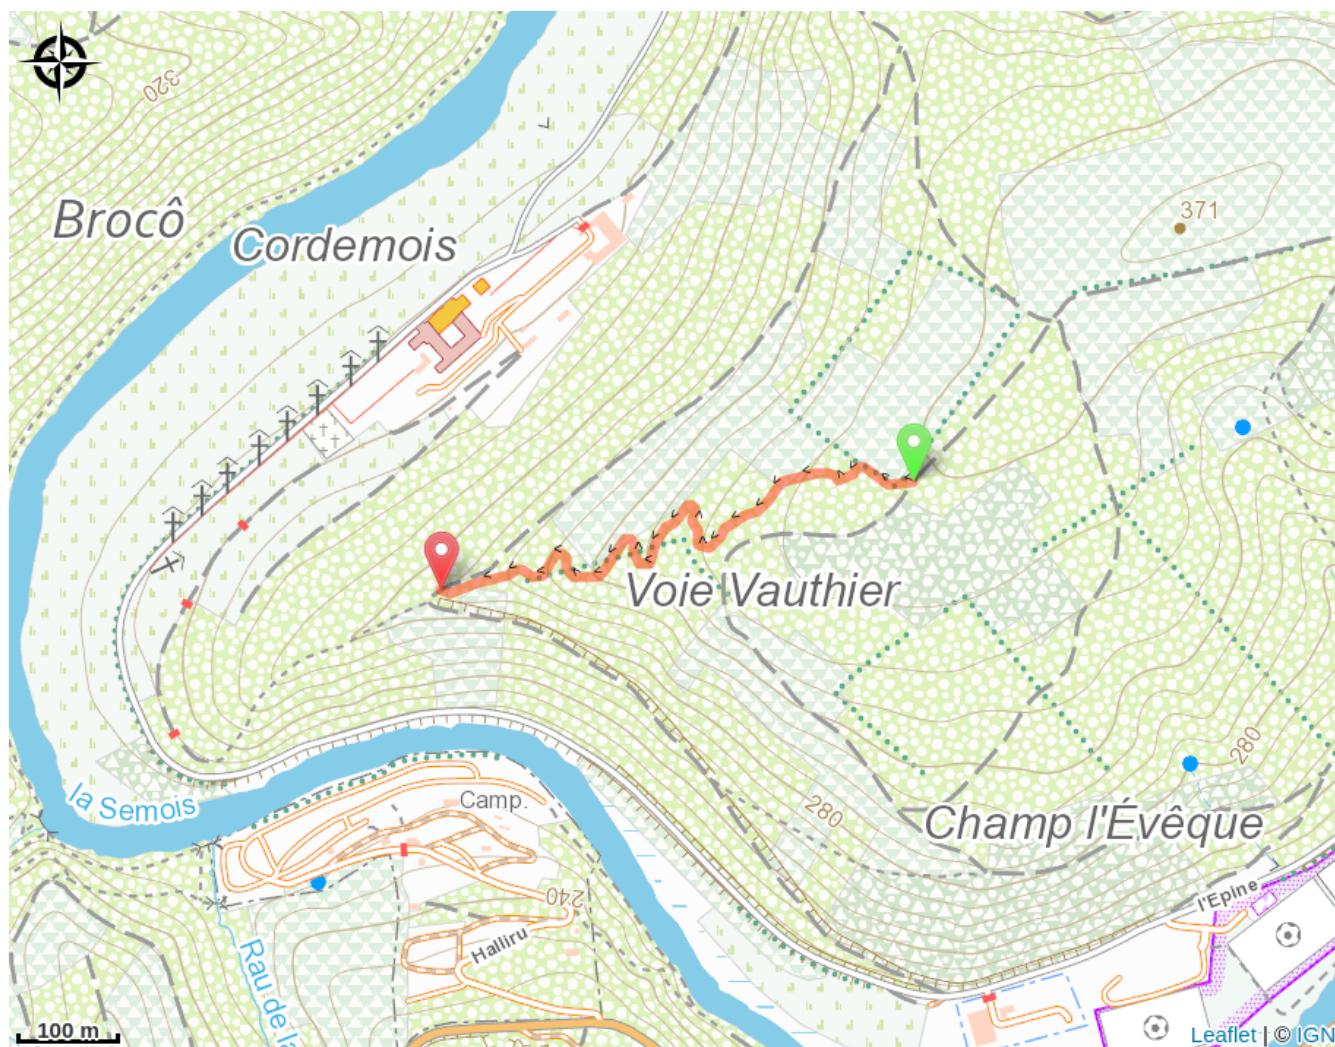 320
Brocô
Cordemois
371
Voie Vauthier
la Semois
Camp.
280
280
Champ l'Évêque
240
l'Epine
Halliru
Rau de la
100 m
Leaflet | © IGN